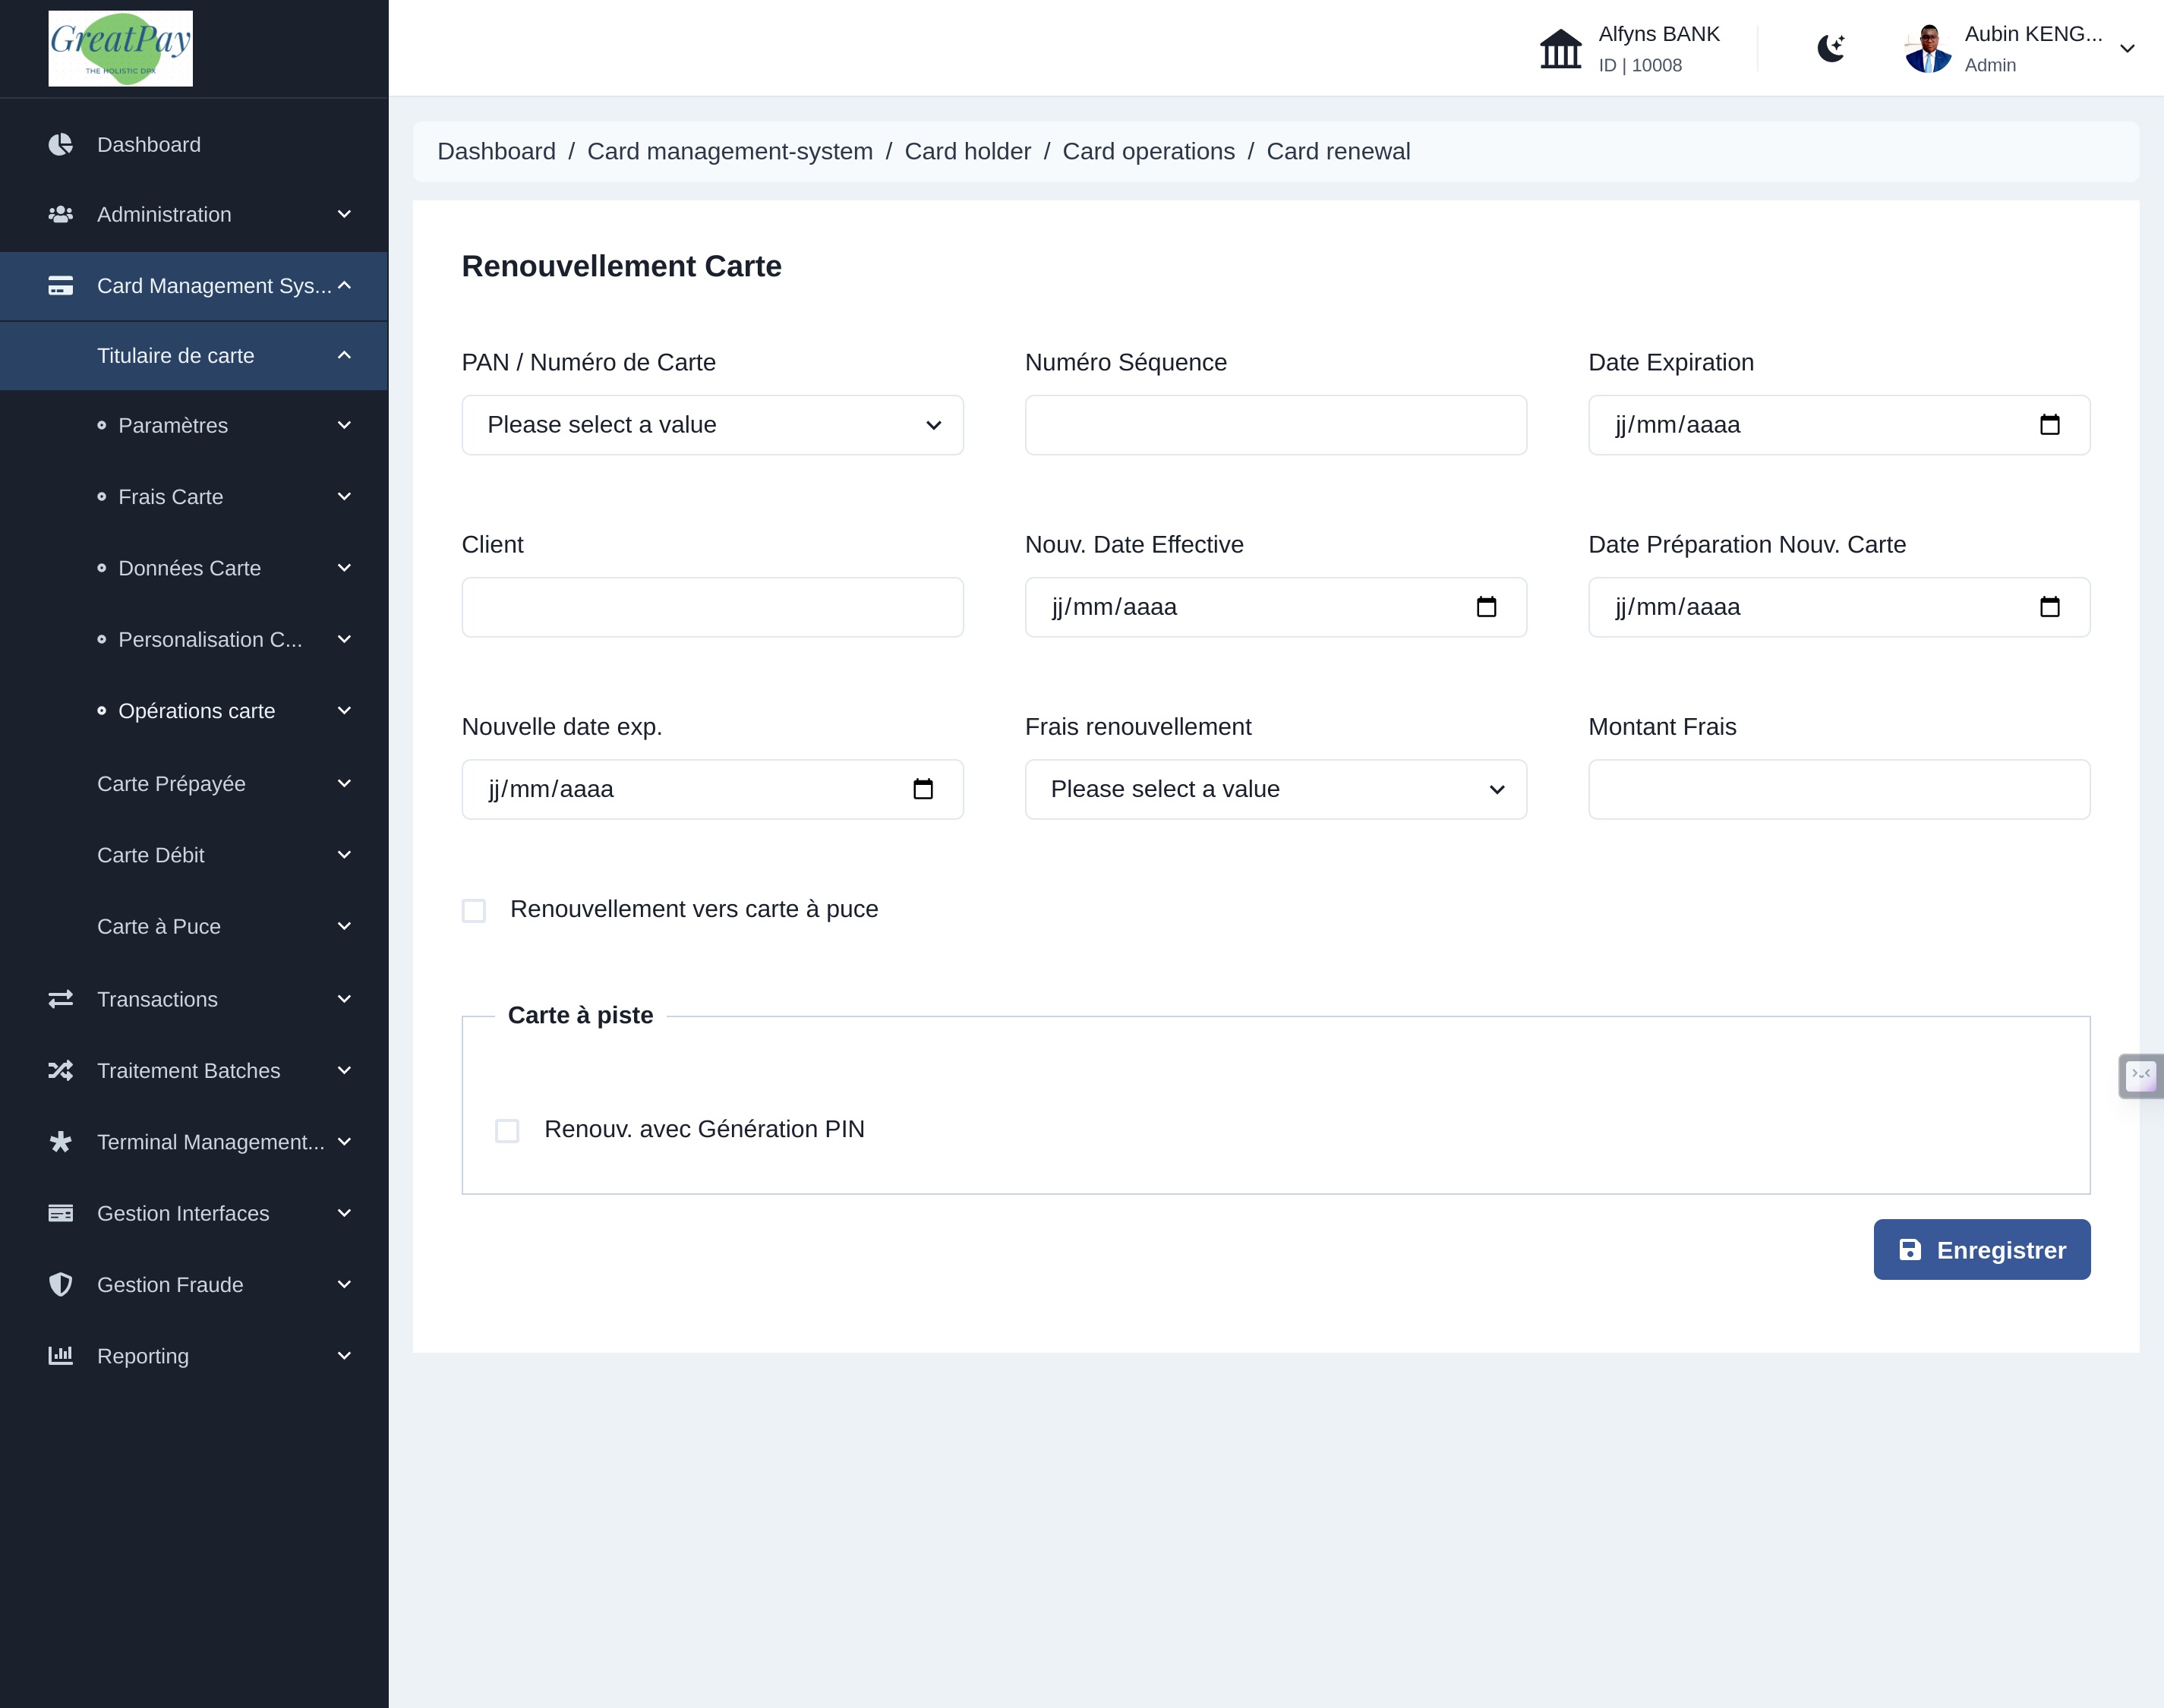 GreatPay
THE HOLISTIC DPX
Alfyns BANK
ID | 10008
Aubin KENG...
Admin
Dashboard
Administration
Card Management Sys...
Titulaire de carte
Paramètres
Frais Carte
Données Carte
Personalisation C...
Opérations carte
Carte Prépayée
Carte Débit
Carte à Puce
Transactions
Traitement Batches
Terminal Management...
Gestion Interfaces
Gestion Fraude
Reporting
Dashboard / Card management-system / Card holder / Card operations / Card renewal
Renouvellement Carte
PAN / Numéro de Carte
Please select a value
Numéro Séquence
Date Expiration
jj/mm/aaaa
Client
Nouv. Date Effective
jj/mm/aaaa
Date Préparation Nouv. Carte
jj/mm/aaaa
Nouvelle date exp.
jj/mm/aaaa
Frais renouvellement
Please select a value
Montant Frais
Renouvellement vers carte à puce
Carte à piste
Renouv. avec Génération PIN
Enregistrer